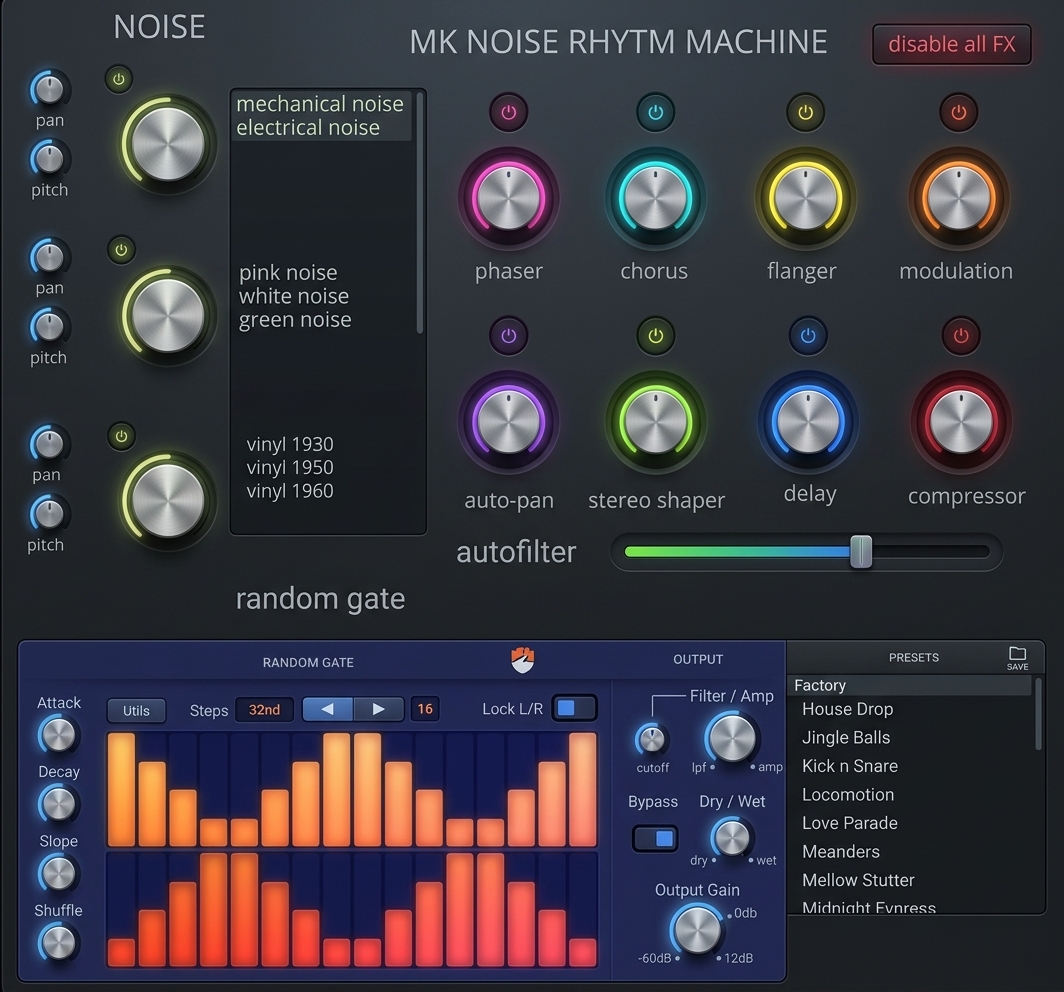 NOISE
MK NOISE RHYTM MACHINE
disable all FX
pan
pitch
mechanical noise
electrical noise
phaser
chorus
flanger
modulation
pan
pitch
pink noise
white noise
green noise
pan
pitch
vinyl 1930
vinyl 1950
vinyl 1960
auto-pan
stereo shaper
delay
compressor
autofilter
random gate
RANDOM GATE
Attack
Decay
Slope
Shuffle
Utils
Steps
32nd
16
Lock L/R
OUTPUT
Filter / Amp
cutoff
lpf
amp
Bypass
Dry / Wet
dry
wet
Output Gain
0db
-60dB
12dB
PRESETS
SAVE
Factory
House Drop
Jingle Balls
Kick n Snare
Locomotion
Love Parade
Meanders
Mellow Stutter
Midnight Evpress